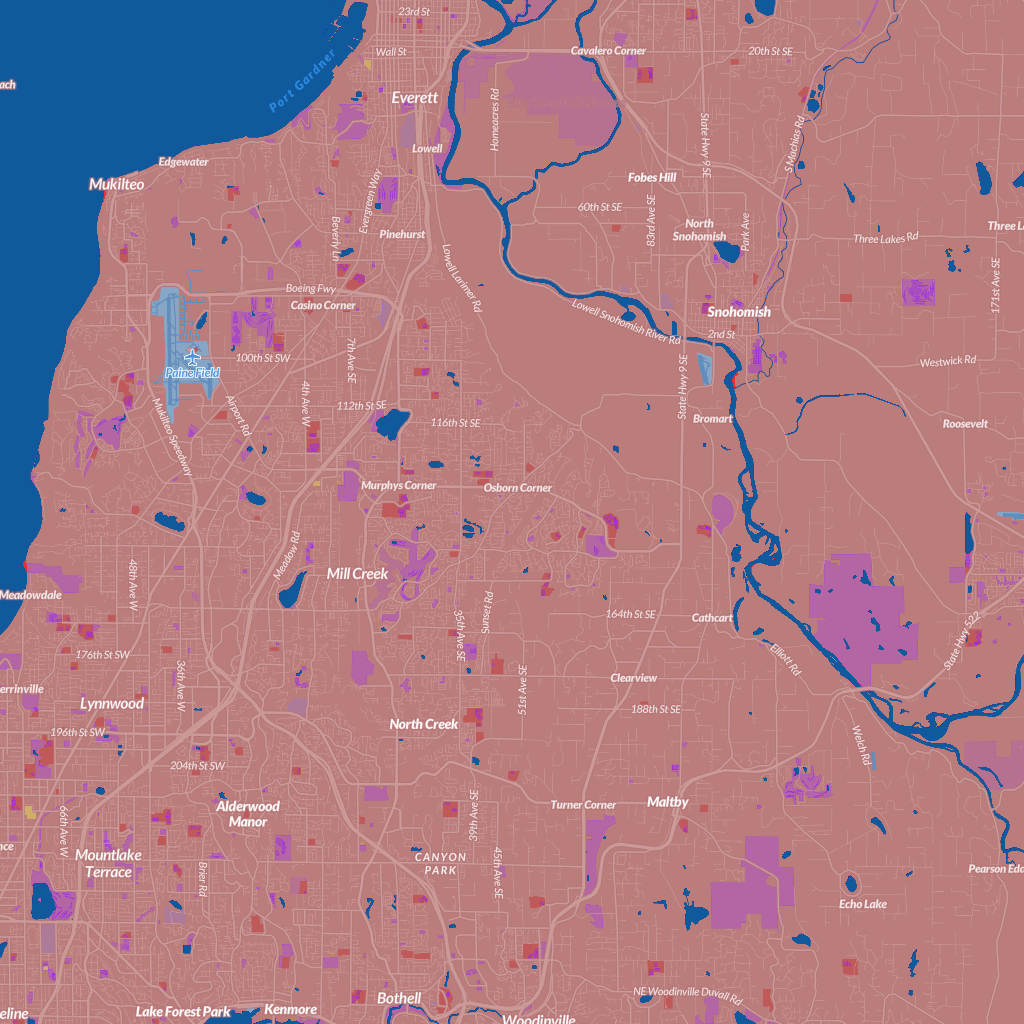 23rd St
Wall St
Cavalero Corner
20th St SE
ach
Port Gardner
Everett
Homeacres Rd
State Hwy 9 SE
S Machias Rd
Lowell
Edgewater
Mukilteo
Fobes Hill
Evergreen Way
60th St SE
83rd Ave SE
Park Ave
North
Snohomish
Beverly Ln
Pinehurst
Three Lakes Rd
Three L
Lowell Larimer Rd
171st Ave SE
Boeing Fwy
Casino Corner
Lowell Snohomish River Rd
Snohomish
2nd St
100th St SW
7th Ave SE
Paine Field
Westwick Rd
State Hwy 9 SE
4th Ave W
112th St SE
116th St SE
Airport Rd
Mukilteo Speedway
Bromart
Roosevelt
Murphys Corner
Osborn Corner
Meadow Rd
48th Ave W
Mill Creek
Meadowdale
35th Ave SE
Sunset Rd
164th St SE
Cathcart
State Hwy 522
176th St SW
Elliott Rd
36th Ave W
51st Ave SE
Clearview
errinville
Lynnwood
188th St SE
North Creek
196th St SW
Welch Rd
204th St SW
Alderwood
Manor
39th Ave SE
Turner Corner
Maltby
66th Ave W
nce
Mountlake
Terrace
CANYON
PARK
45th Ave SE
Brier Rd
Pearson Edd
Echo Lake
NE Woodinville Duvall Rd
Bothell
Lake Forest Park
Kenmore
eline
Woodinville